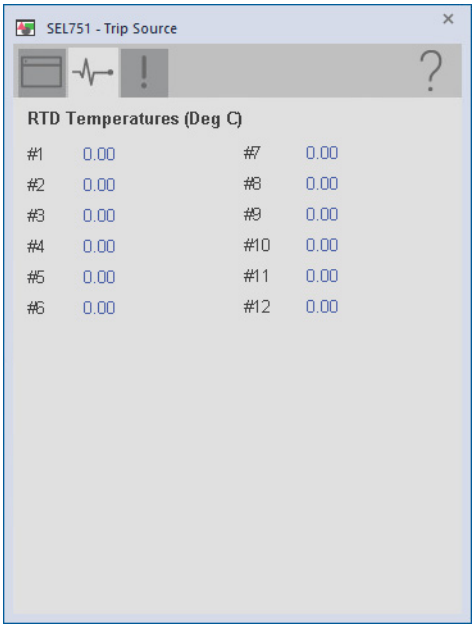 SEL751 - Trip Source
RTD Temperatures (Deg C)
#1 0.00 #7 0.00
#2 0.00 #8 0.00
#3 0.00 #9 0.00
#4 0.00 #10 0.00
#5 0.00 #11 0.00
#6 0.00 #12 0.00